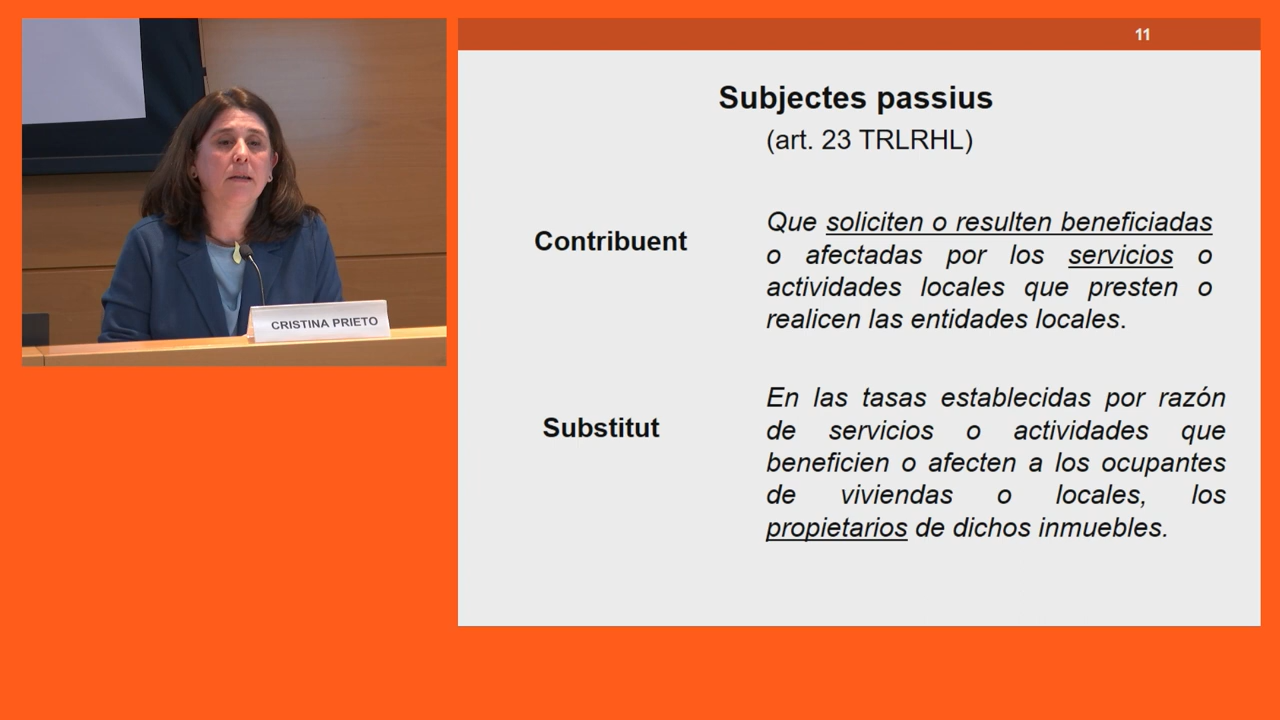 11
Subjectes passius
(art. 23 TRLRHL)
Contribuent
Que soliciten o resulten beneficiadas
o afectadas por los servicios o
actividades locales que presten o
realicen las entidades locales.
Substitut
En las tasas establecidas por razón
de servicios o actividades que
beneficien o afecten a los ocupantes
de viviendas o locales, los
propietarios de dichos inmuebles.
CRISTINA PRIETO